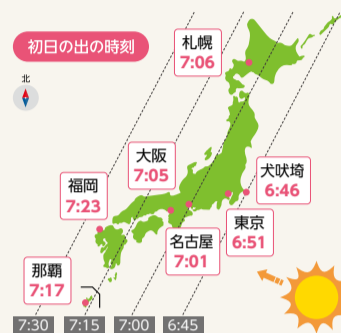 初日の出の時刻
北
札幌
7:06
大阪
7:05
福岡
7:23
犬吠埼
6:46
東京
6:51
名古屋
7:01
那覇
7:17
7:30
7:15
7:00
6:45